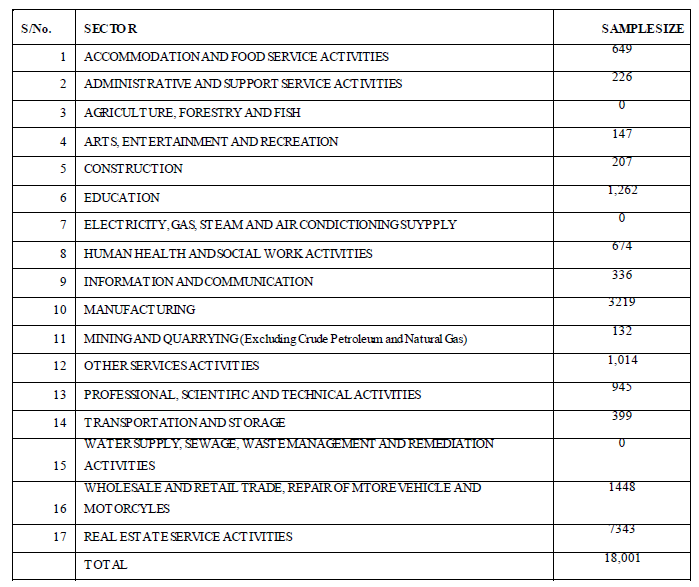 S/No. SECTOR SAMPLE SIZE
1 ACCOMMODATION AND FOOD SERVICE ACTIVITIES 649
2 ADMINISTRATIVE AND SUPPORT SERVICE ACTIVITIES 226
3 AGRICULTURE, FORESTRY AND FISH 0
4 ARTS, ENTERTAINMENT AND RECREATION 147
5 CONSTRUCTION 207
6 EDUCATION 1,262
7 ELECTRICITY, GAS, STEAM AND AIR CONDICTIONING SUYPPLY 0
8 HUMAN HEALTH AND SOCIAL WORK ACTIVITIES 674
9 INFORMATION AND COMMUNICATION 336
10 MANUFACTURING 3219
11 MINING AND QUARRYING (Excluding Crude Petroleum and Natural Gas) 132
12 OTHER SERVICES ACTIVITIES 1,014
13 PROFESSIONAL, SCIENTIFIC AND TECHNICAL ACTIVITIES 945
14 TRANSPORTATION AND STORAGE 399
WATER SUPPLY, SEWAGE, WASTE MANAGEMENT AND REMEDIATION 0
15 ACTIVITIES
WHOLESALE AND RETAIL TRADE, REPAIR OF MTORE VEHICLE AND 1448
16 MOTORCYLES
17 REAL ESTATE SERVICE ACTIVITIES 7343
TOTAL 18,001